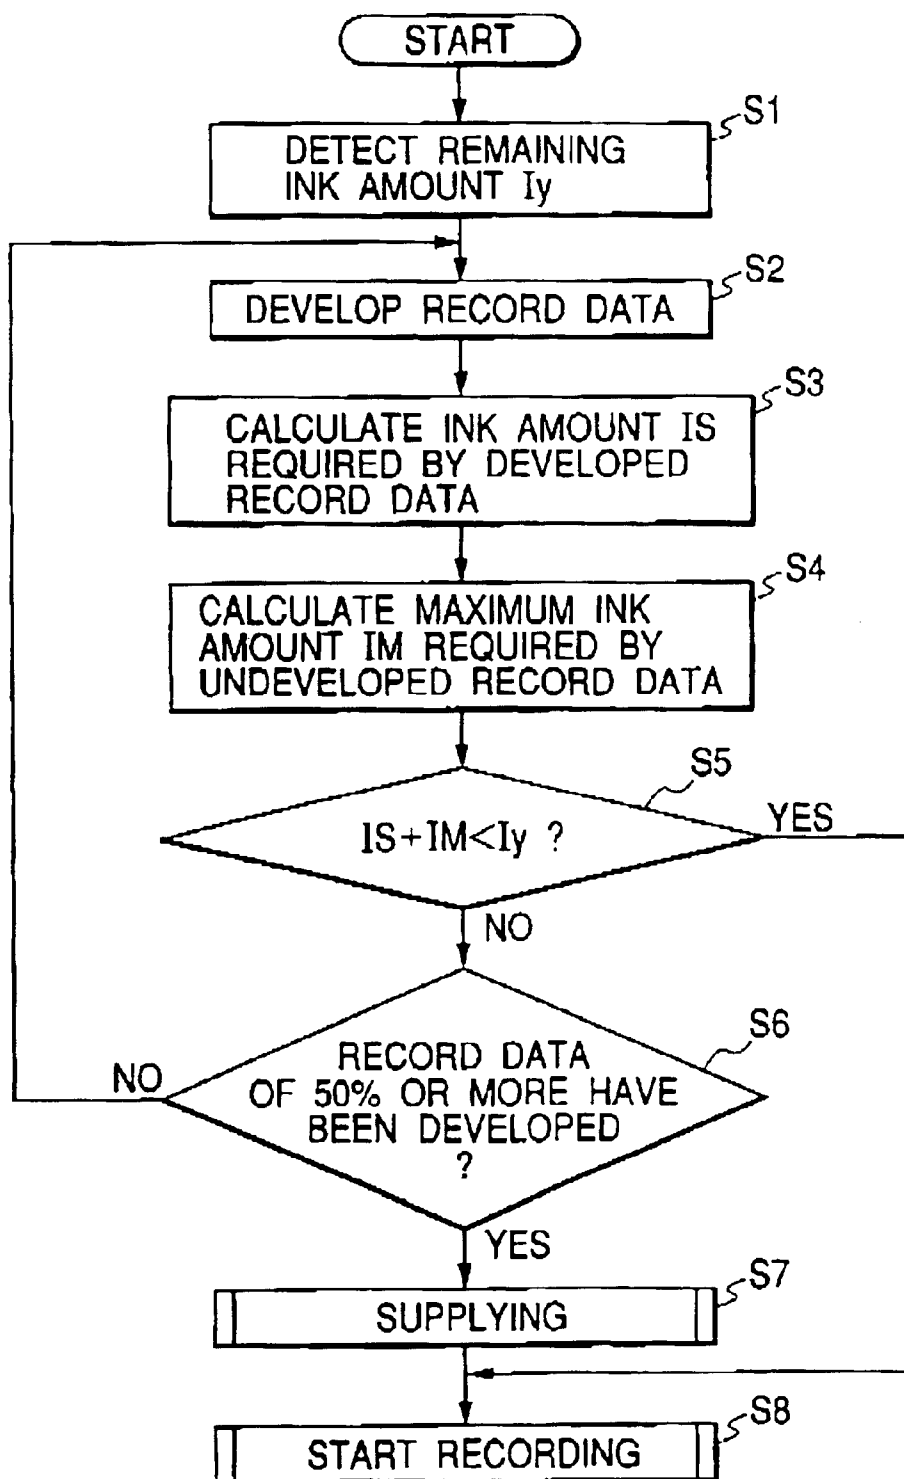 START
S1
DETECT REMAINING
INK AMOUNT Iy
S2
DEVELOP RECORD DATA
S3
CALCULATE INK AMOUNT IS
REQUIRED BY DEVELOPED
RECORD DATA
S4
CALCULATE MAXIMUM INK
AMOUNT IM REQUIRED BY
UNDEVELOPED RECORD DATA
S5
IS+IM<Iy ?
YES
NO
S6
RECORD DATA
OF 50% OR MORE HAVE
BEEN DEVELOPED
?
NO
YES
S7
SUPPLYING
S8
START RECORDING